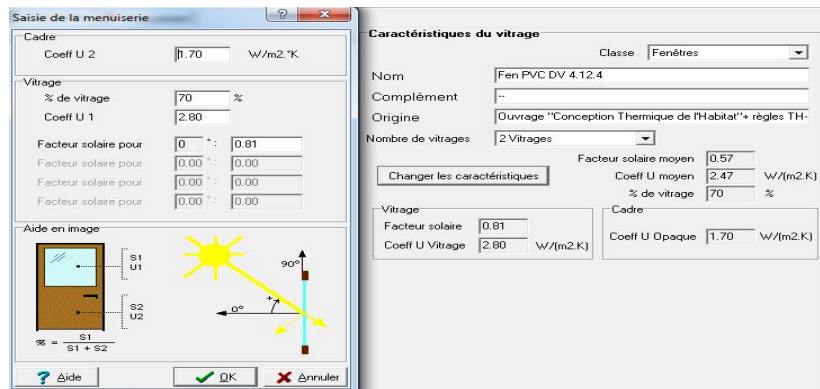 Saisie de la menuiserie
Cadre
Coeff U 2 1.70 W/m2.°K
Vitrage
% de vitrage 70 %
Coeff U 1 2.80
Facteur solaire pour 0 ° : 0.81
Facteur solaire pour 0.00 ° : 0.00
Facteur solaire pour 0.00 ° : 0.00
Facteur solaire pour 0.00 ° : 0.00
Aide en image
S1
U1
S2
U2
% = S1
S1 + S2
90°
+
0°
? Aide
OK
Annuler
Caractéristiques du vitrage
Classe Fenêtres
Nom Fen PVC DV 4.12.4
Complément --
Origine Ouvrage "Conception Thermique de l'Habitat"+ règles TH-
Nombre de vitrages 2 Vitrages
Facteur solaire moyen 0.57
Changer les caractéristiques
Coeff U moyen 2.47 W/(m2.K)
% de vitrage 70 %
Vitrage
Facteur solaire 0.81
Coeff U Vitrage 2.80 W/(m2.K)
Cadre
Coeff U Opaque 1.70 W/(m2.K)